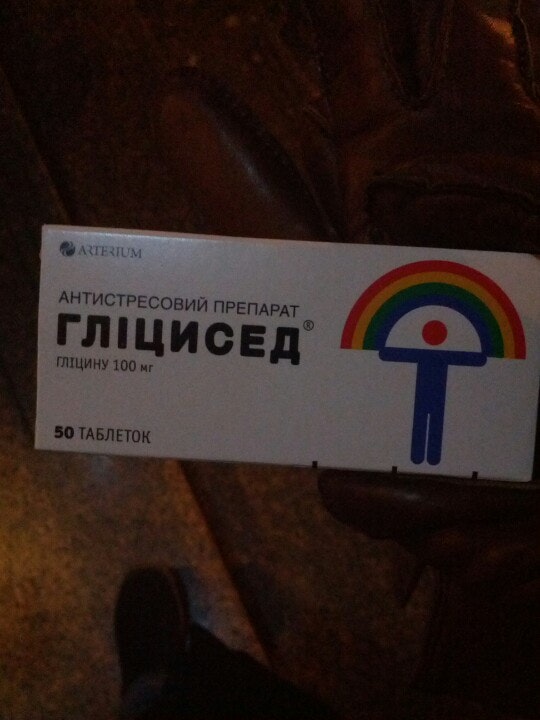 ARTERIUM
АНТИСТРЕСОВИЙ ПРЕПАРАТ
ГЛІЦИСЕД®
ГЛІЦИНУ 100 мг
50 ТАБЛЕТОК